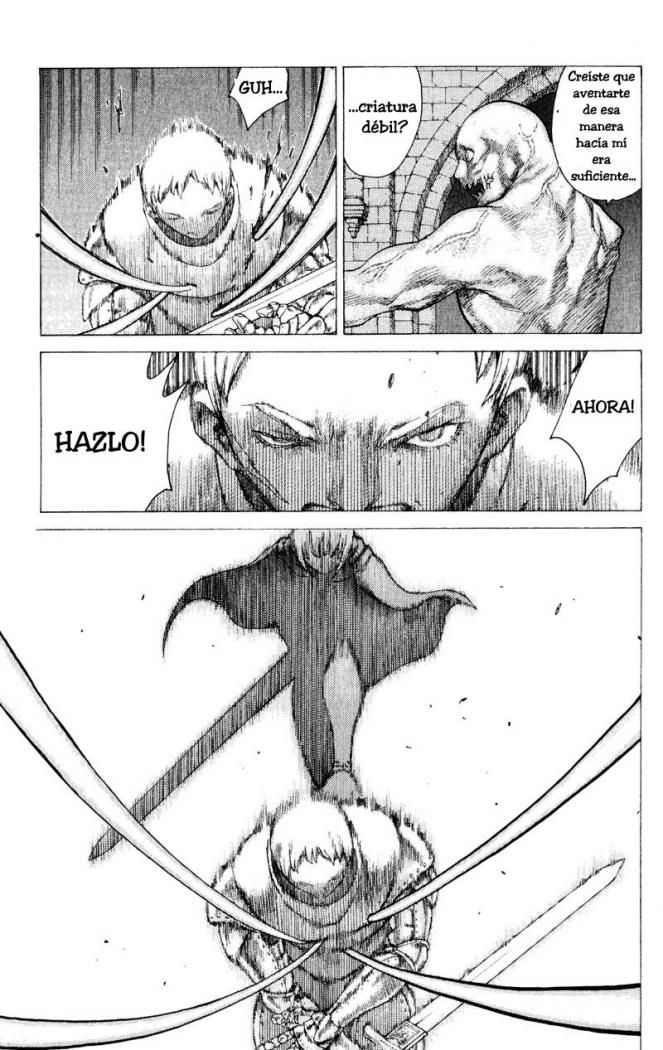 Creíste que
aventarte
de esa
manera
hacía mí
era
suficiente...
...criatura
débil?
GUH...
AHORA!
HAZLO!